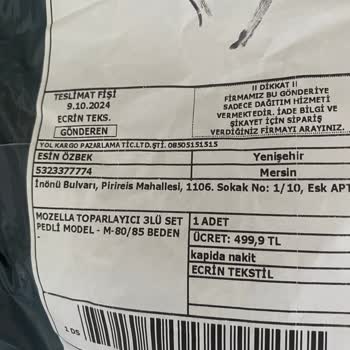 TESLİMAT FİŞİ
9.10.2024
ECRİN TEKS.
GÖNDEREN
!! DİKKAT !!
FİRMAMIZ BU GÖNDERİYE
SADECE DAĞITIM HİZMETİ
VERMEKTEDİR. İADE BİLGİ VE
ŞİKAYET İÇİN SİPARİŞ
VERDİĞİNİZ FİRMAYI ARAYINIZ.
YOL KARGO PAZARLAMA TİC.LTD.ŞTİ. 08505151515
ESİN ÖZBEK
Yenişehir
5323377774
Mersin
İnönü Bulvarı, Pirireis Mahallesi, 1106. Sokak No: 1/10, Esk APT
MOZELLA TOPARLAYICI 3LÜ SET
PEDLİ MODEL - M-80/85 BEDEN
-
1 ADET
ÜCRET: 499,9 TL
kapida nakit
ECRİN TEKSTİL
1 DS